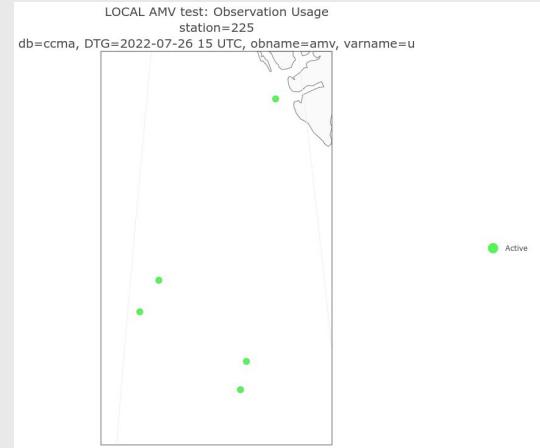 LOCAL AMV test: Observation Usage
station=225
db=ccma, DTG=2022-07-26 15 UTC, obname=amv, varname=u
Active